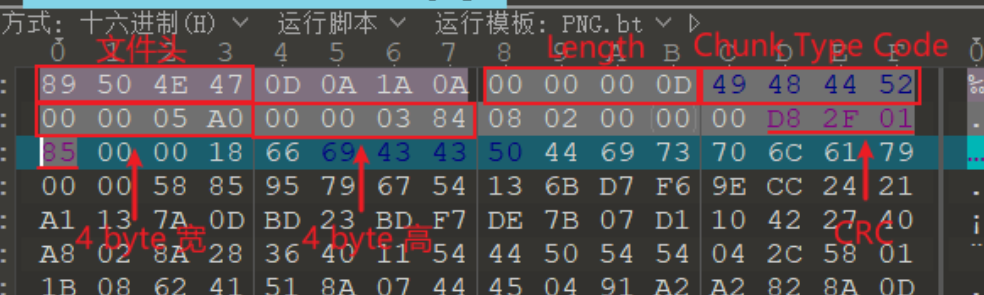 方式: 十六进制(H) 运行脚本 运行模板: PNG.bt
文件头 Length Chunk Type Code
0 1 2 3 4 5 6 7 8 9 A B C D E F 0
: 89 50 4E 47 0D 0A 1A 0A 00 00 00 0D 49 48 44 52 ‰
: 00 00 05 A0 00 00 03 84 08 02 00 00 00 D8 2F 01 .
: 85 00 00 18 66 69 43 43 50 44 69 73 70 6C 61 79 …
: 00 00 58 85 95 79 67 54 13 6B D7 F6 9E CC 24 21 .
: A1 13 7A 0D BD 23 BD F7 DE 7B 07 D1 10 42 27 40 ¡
4 byte 宽 4 byte 高 CRC
: A8 02 8A 28 36 40 11 54 44 50 54 54 04 2C 58 01
: 1B 08 62 41 51 8A 07 44 45 04 91 A2 A2 82 8A 0D